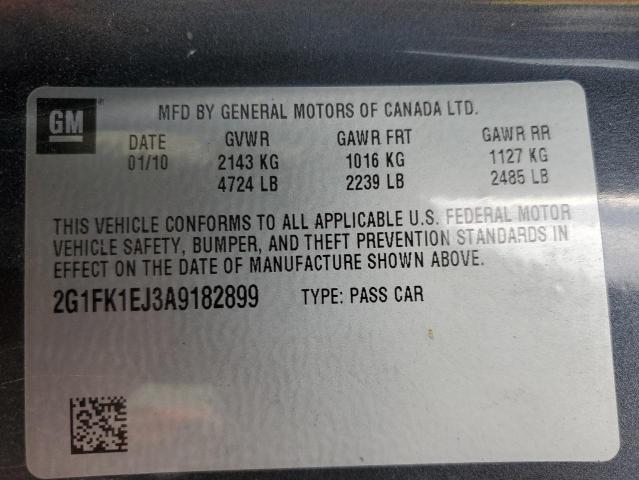 GM
MFD BY GENERAL MOTORS OF CANADA LTD.
DATE GVWR GAWR FRT GAWR RR
01/10 2143 KG 1016 KG 1127 KG
4724 LB 2239 LB 2485 LB
THIS VEHICLE CONFORMS TO ALL APPLICABLE U.S. FEDERAL MOTOR
VEHICLE SAFETY, BUMPER, AND THEFT PREVENTION STANDARDS IN
EFFECT ON THE DATE OF MANUFACTURE SHOWN ABOVE.
2G1FK1EJ3A9182899 TYPE: PASS CAR